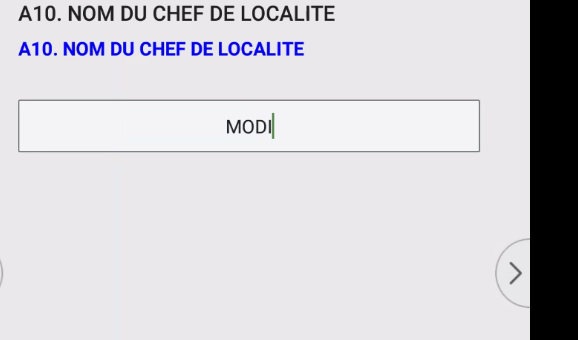 A10. NOM DU CHEF DE LOCALITE
A10. NOM DU CHEF DE LOCALITE
MODI